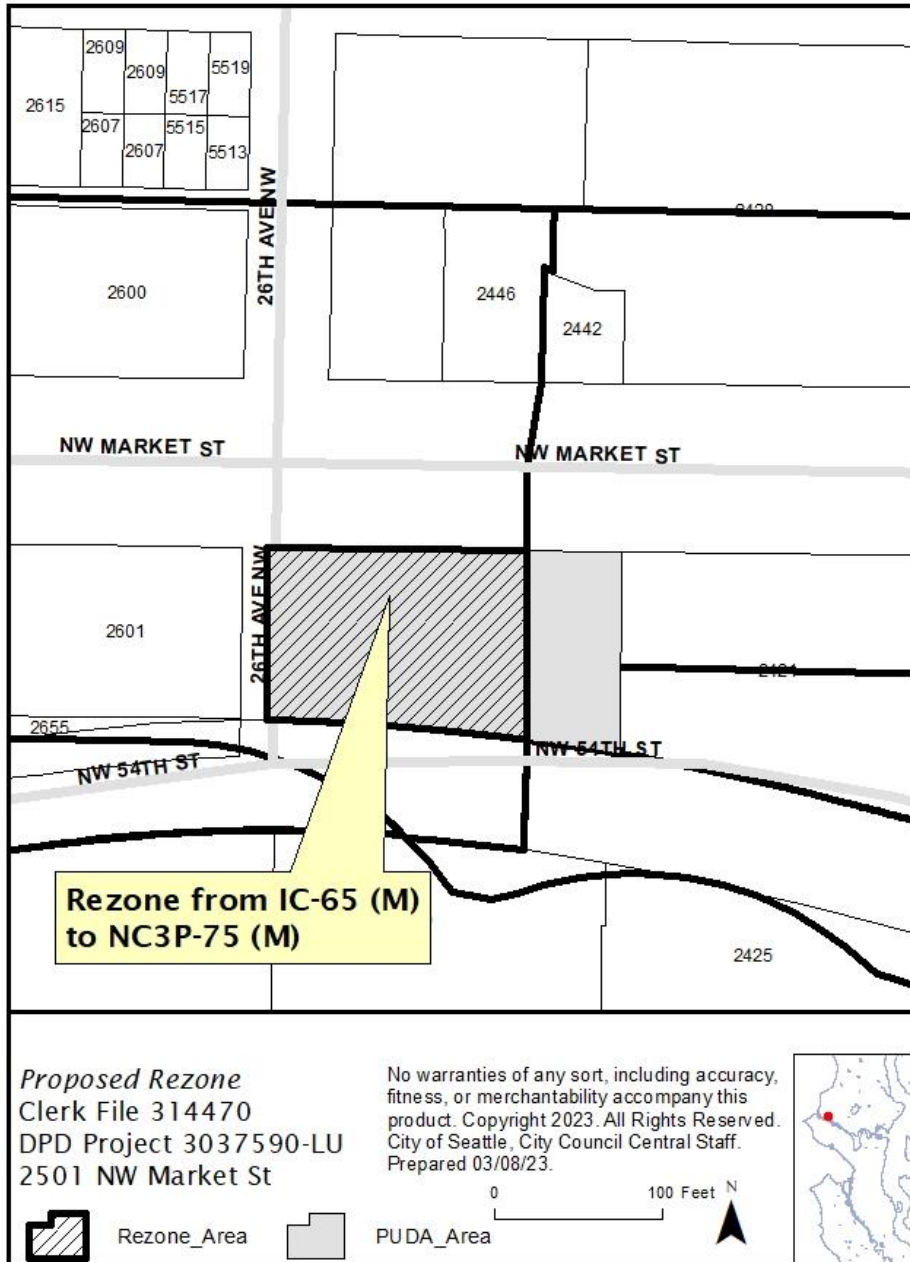 2609
2609
5519
2615
5517
2607
5515
2607
5513
26TH AVE NW
2600
2446
2442
NW MARKET ST
NW MARKET ST
26TH AVE NW
2601
2655
NW 54TH ST
NW 54TH ST
Rezone from IC-65 (M)
to NC3P-75 (M)
2425
Proposed Rezone
Clerk File 314470
DPD Project 3037590-LU
2501 NW Market St
No warranties of any sort, including accuracy,
fitness, or merchantability accompany this
product. Copyright 2023. All Rights Reserved.
City of Seattle, City Council Central Staff.
Prepared 03/08/23.
0 100 Feet N
Rezone_Area PUDA_Area